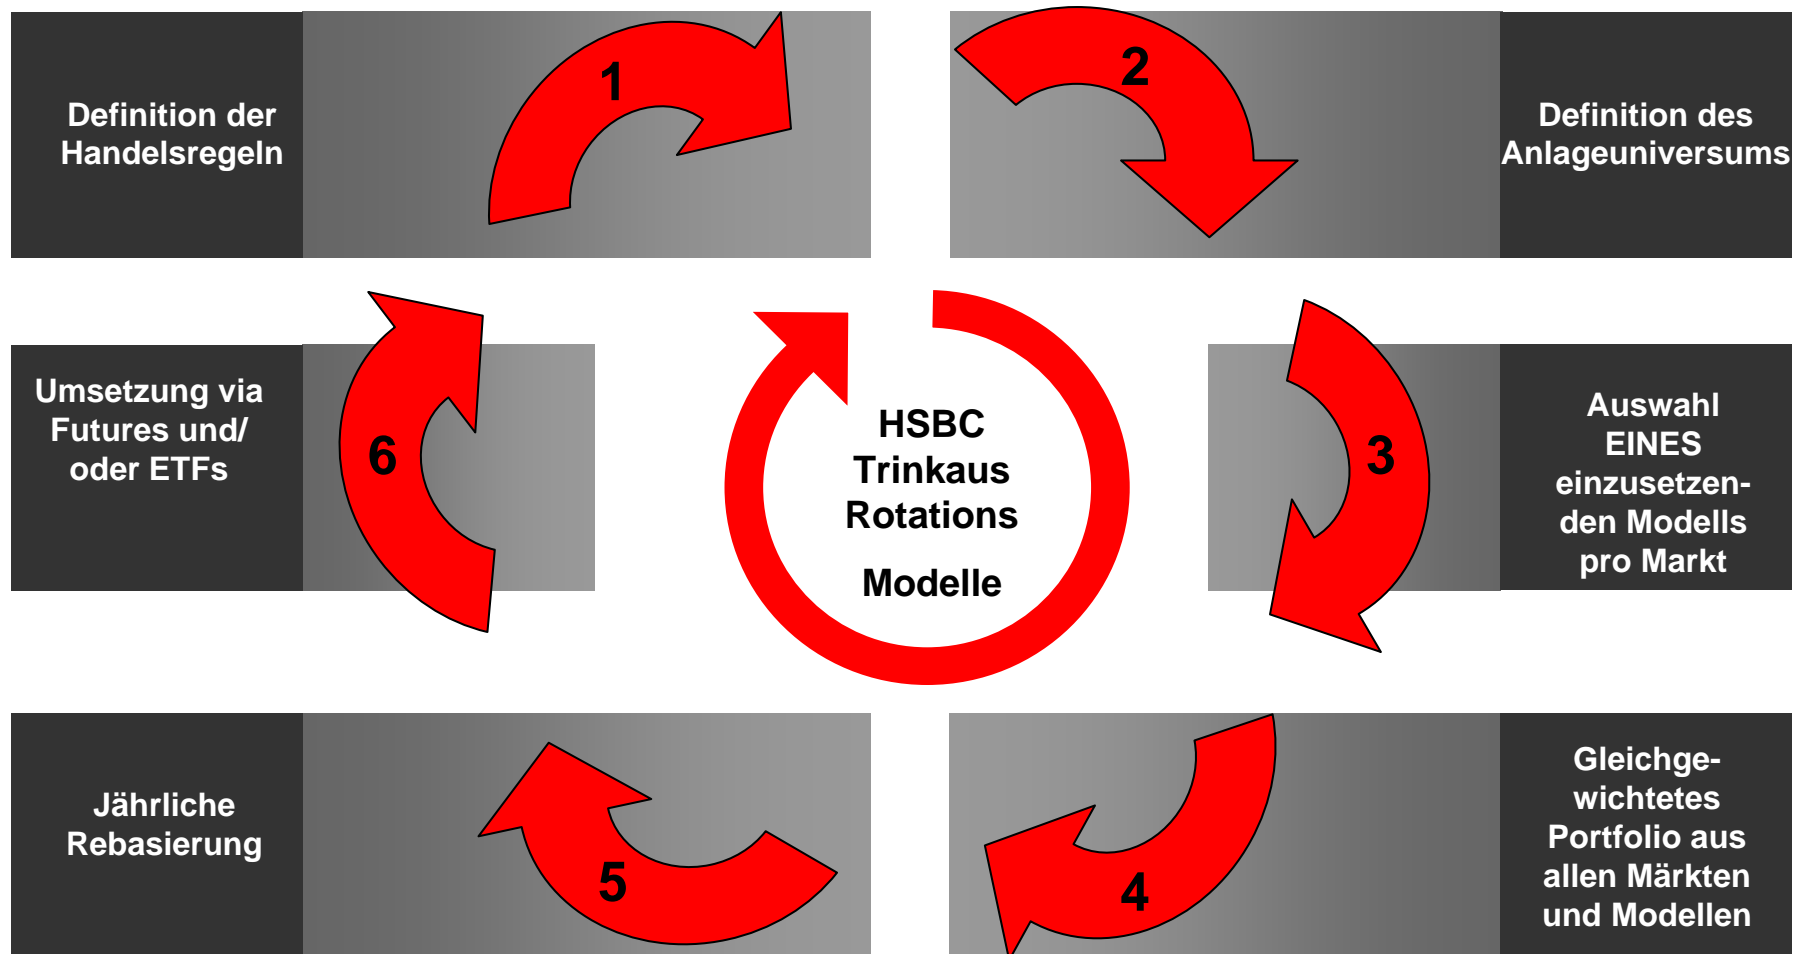 Definition der
Handelsregeln
1
2
Definition des
Anlageuniversums
Umsetzung via
Futures und/
oder ETFs
6
HSBC
Trinkaus
Rotations
Modelle
3
Auswahl
EINES
einzusetzen-
den Modells
pro Markt
Jährliche
Rebasierung
5
4
Gleichge-
wichtetes
Portfolio aus
allen Märkten
und Modellen